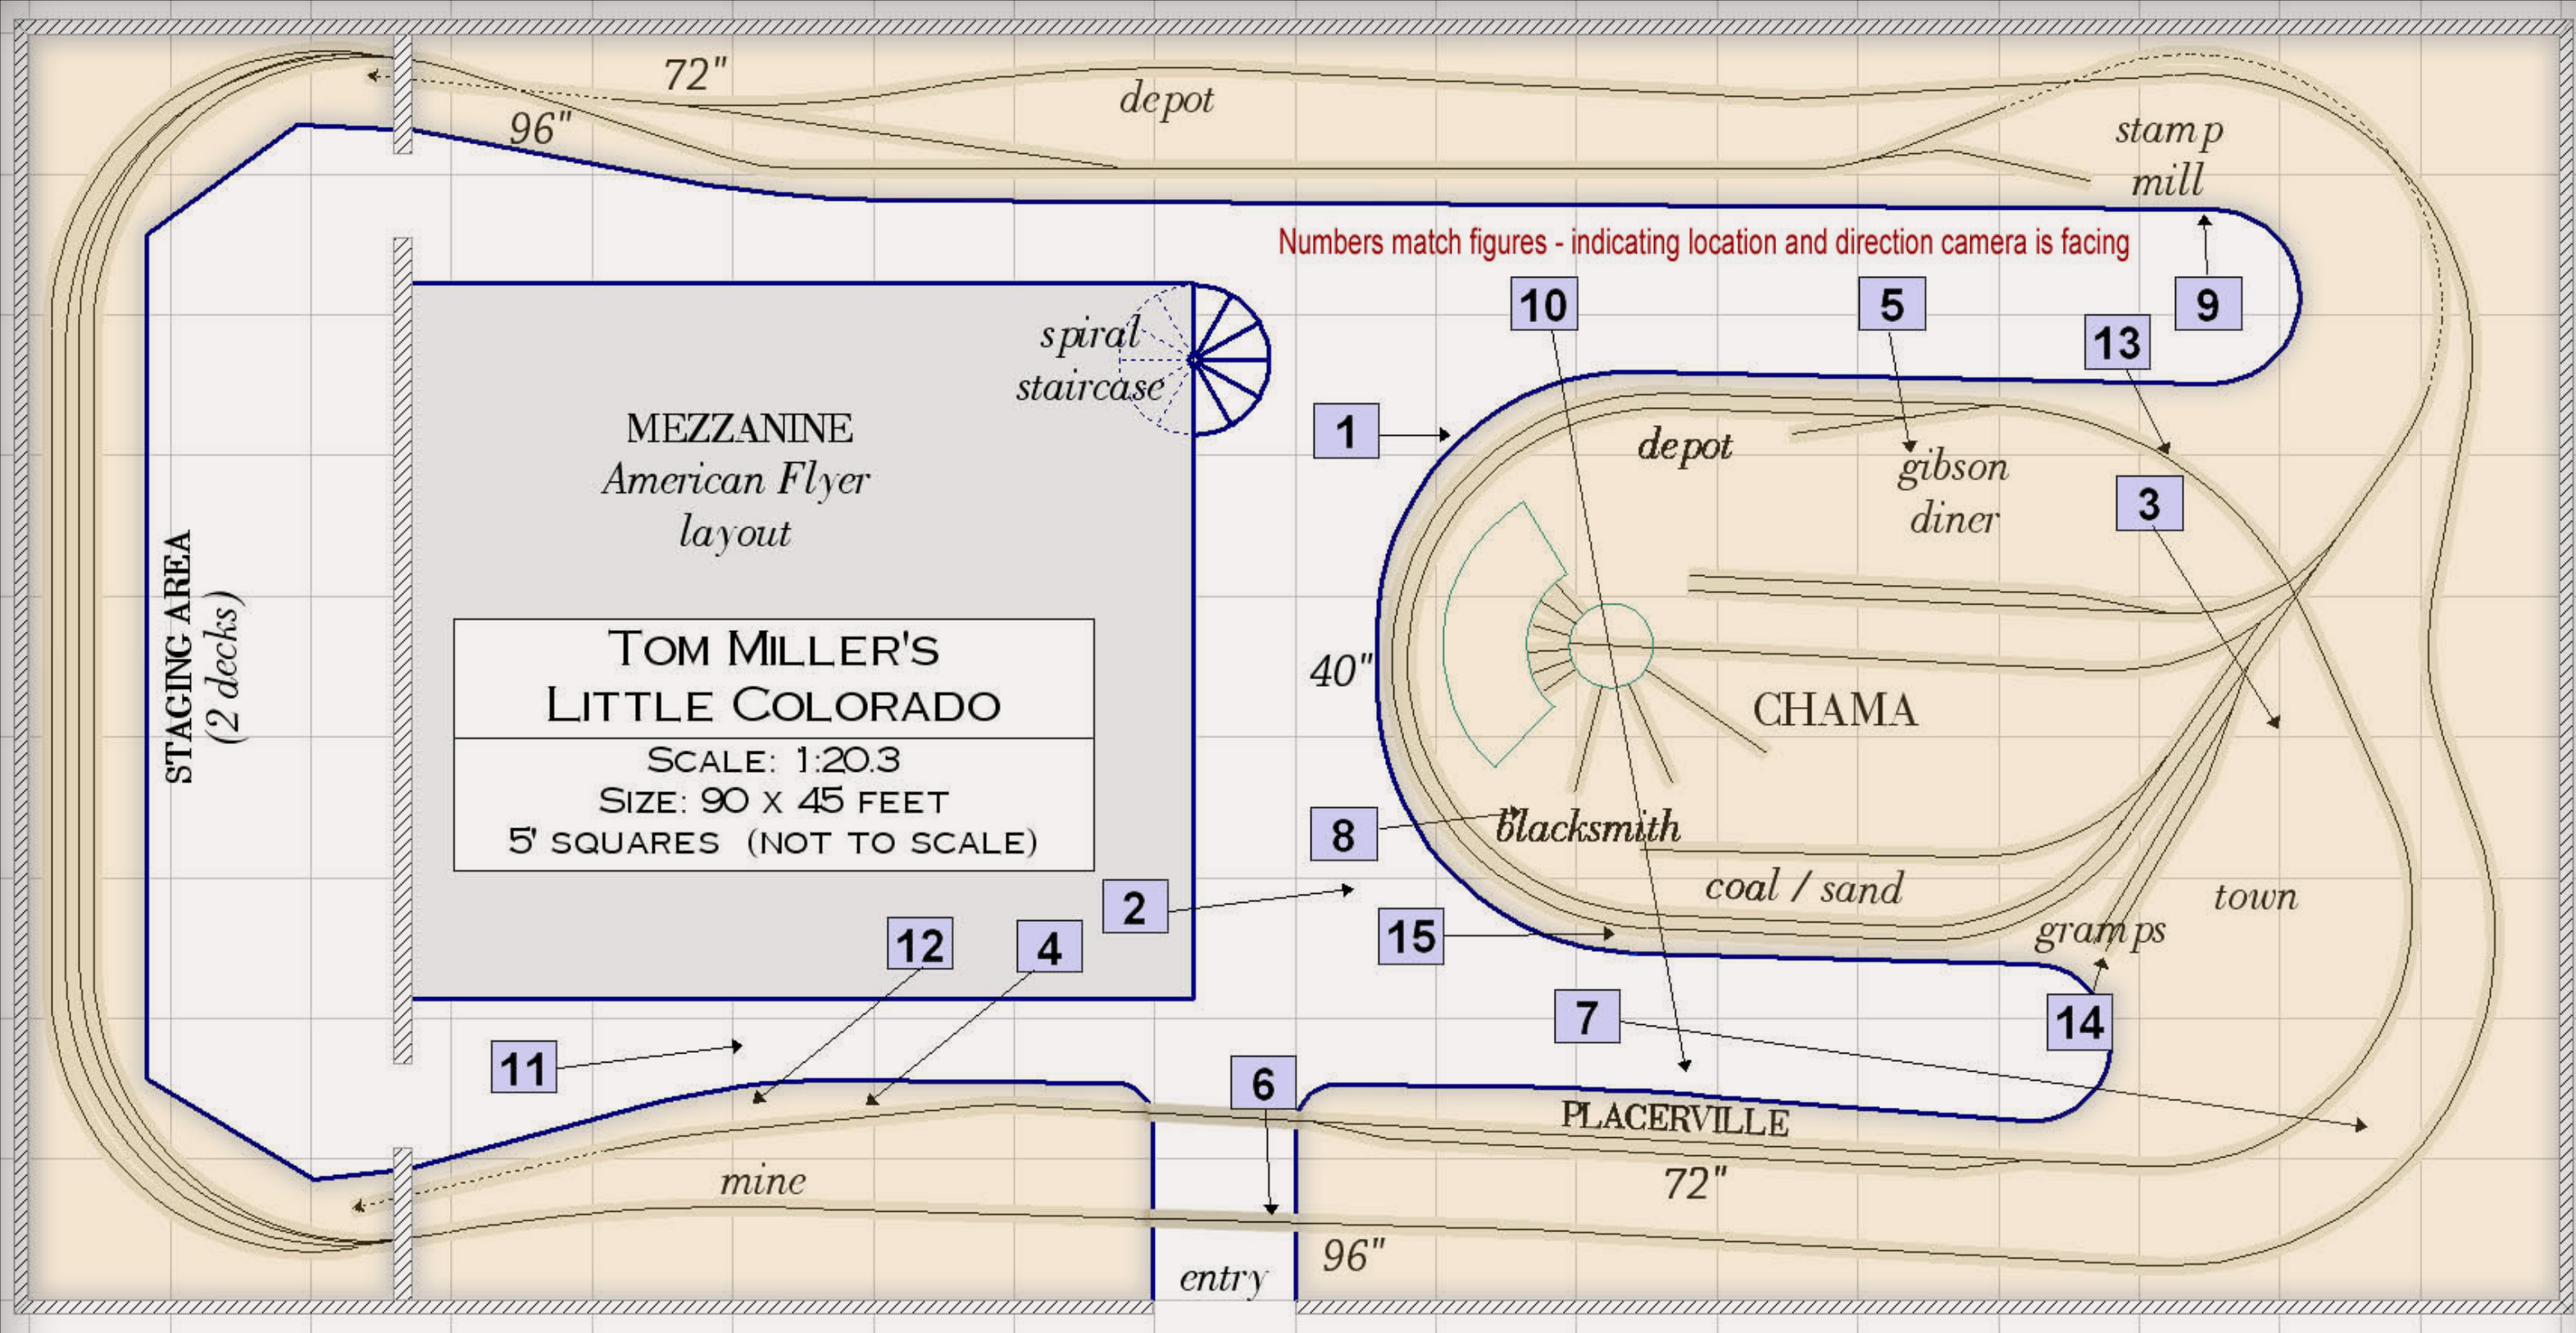 72"
depot
96"
stamp
mill
Numbers match figures - indicating location and direction camera is facing
10
5
9
13
spiral
staircase
1
MEZZANINE
American Flyer
layout
depot
gibson
diner
3
STAGING AREA
(2 decks)
TOM MILLER'S
LITTLE COLORADO
SCALE: 1:20.3
SIZE: 90 X 45 FEET
5' SQUARES (NOT TO SCALE)
40"
CHAMA
8
blacksmith
coal / sand
town
2
12
4
15
gramps
7
14
11
6
PLACERVILLE
mine
72"
96"
entry